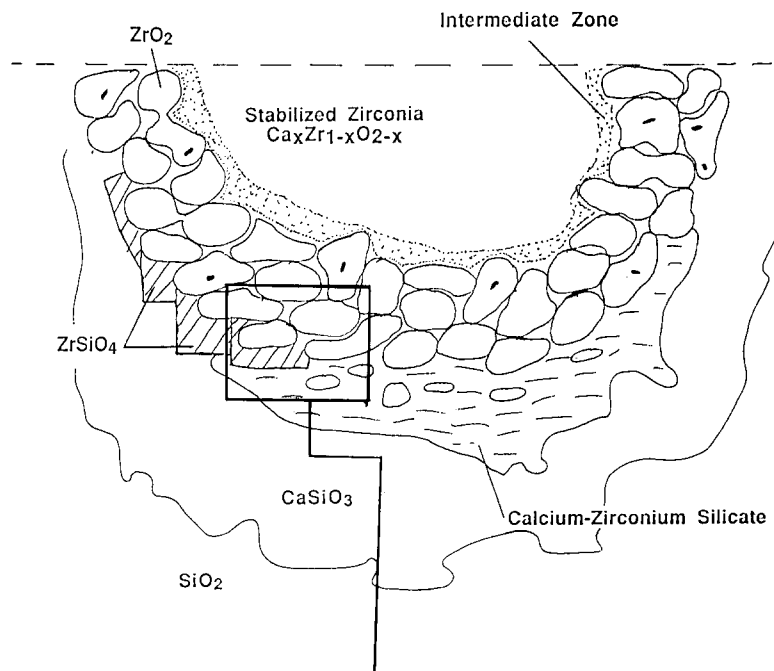 Intermediate Zone
ZrO2
Stabilized Zirconia
CaxZr1-xO2-x
ZrSiO4
CaSiO3
Calcium-Zirconium Silicate
SiO2